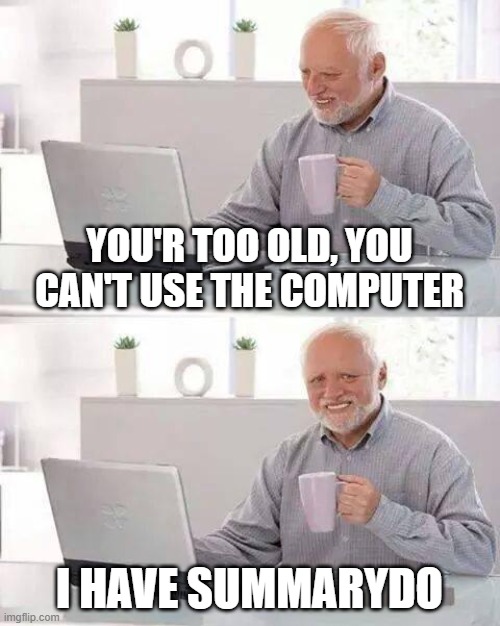 YOU'R TOO OLD, YOU
CAN'T USE THE COMPUTER
I HAVE SUMMARYDO
imgflip.com